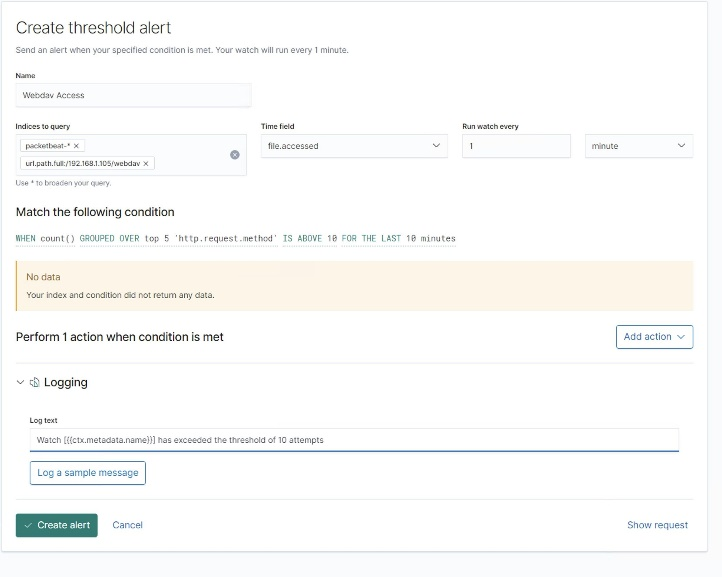 Create threshold alert
Send an alert when your specified condition is met. Your watch will run every 1 minute.
Name
Webdav Access
Indices to query
Time field
Run watch every
packetbeat-* ×
url.path.full:/192.168.1.105/webdav ×
file.accessed
1
minute
Use * to broaden your query.
Match the following condition
WHEN count() GROUPED OVER top 5 'http.request.method' IS ABOVE 10 FOR THE LAST 10 minutes
No data
Your index and condition did not return any data.
Perform 1 action when condition is met
Add action
Logging
Log text
Watch [{{ctx.metadata.name}}] has exceeded the threshold of 10 attempts
Log a sample message
Create alert
Cancel
Show request